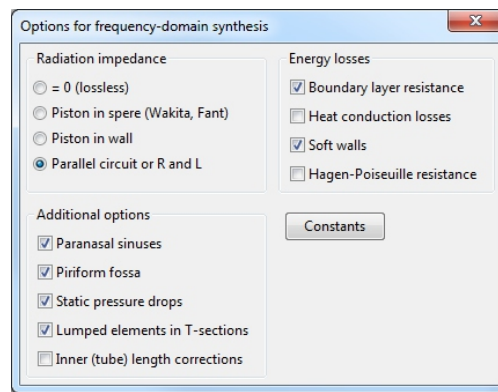 Options for frequency-domain synthesis
Radiation impedance
= 0 (lossless)
Piston in spere (Wakita, Fant)
Piston in wall
Parallel circuit or R and L
Energy losses
Boundary layer resistance
Heat conduction losses
Soft walls
Hagen-Poiseuille resistance
Additional options
Paranasal sinuses
Piriform fossa
Static pressure drops
Lumped elements in T-sections
Inner (tube) length corrections
Constants